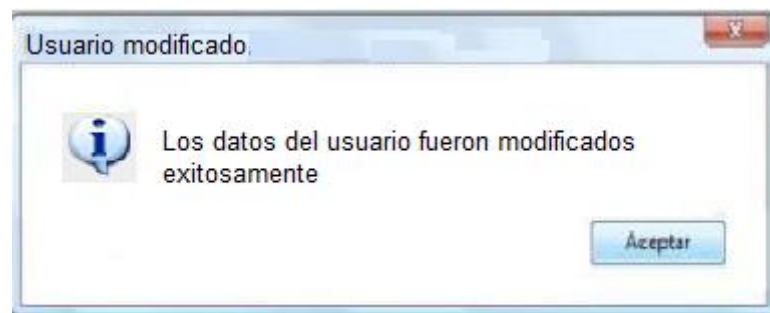 Usuario modificado
Los datos del usuario fueron modificados
exitosamente
Aceptar